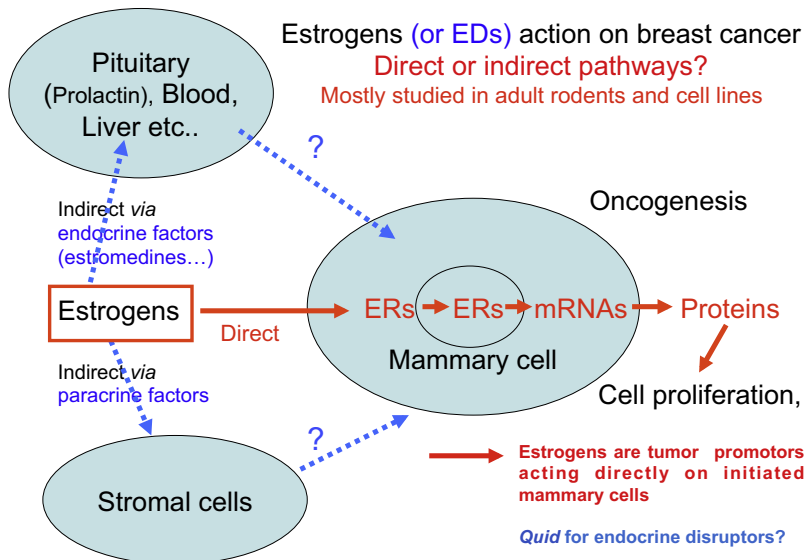 Estrogens (or EDs) action on breast cancer
Direct or indirect pathways?
Mostly studied in adult rodents and cell lines
Pituitary
(Prolactin), Blood,
Liver etc..
?
Indirect via
endocrine factors
(estromedines…)
Oncogenesis
Estrogens
Direct
ERs
ERs
mRNAs
Proteins
Mammary cell
Indirect via
paracrine factors
Cell proliferation,
?
Stromal cells
Estrogens are tumor promotors
acting directly on initiated
mammary cells
Quid for endocrine disruptors?